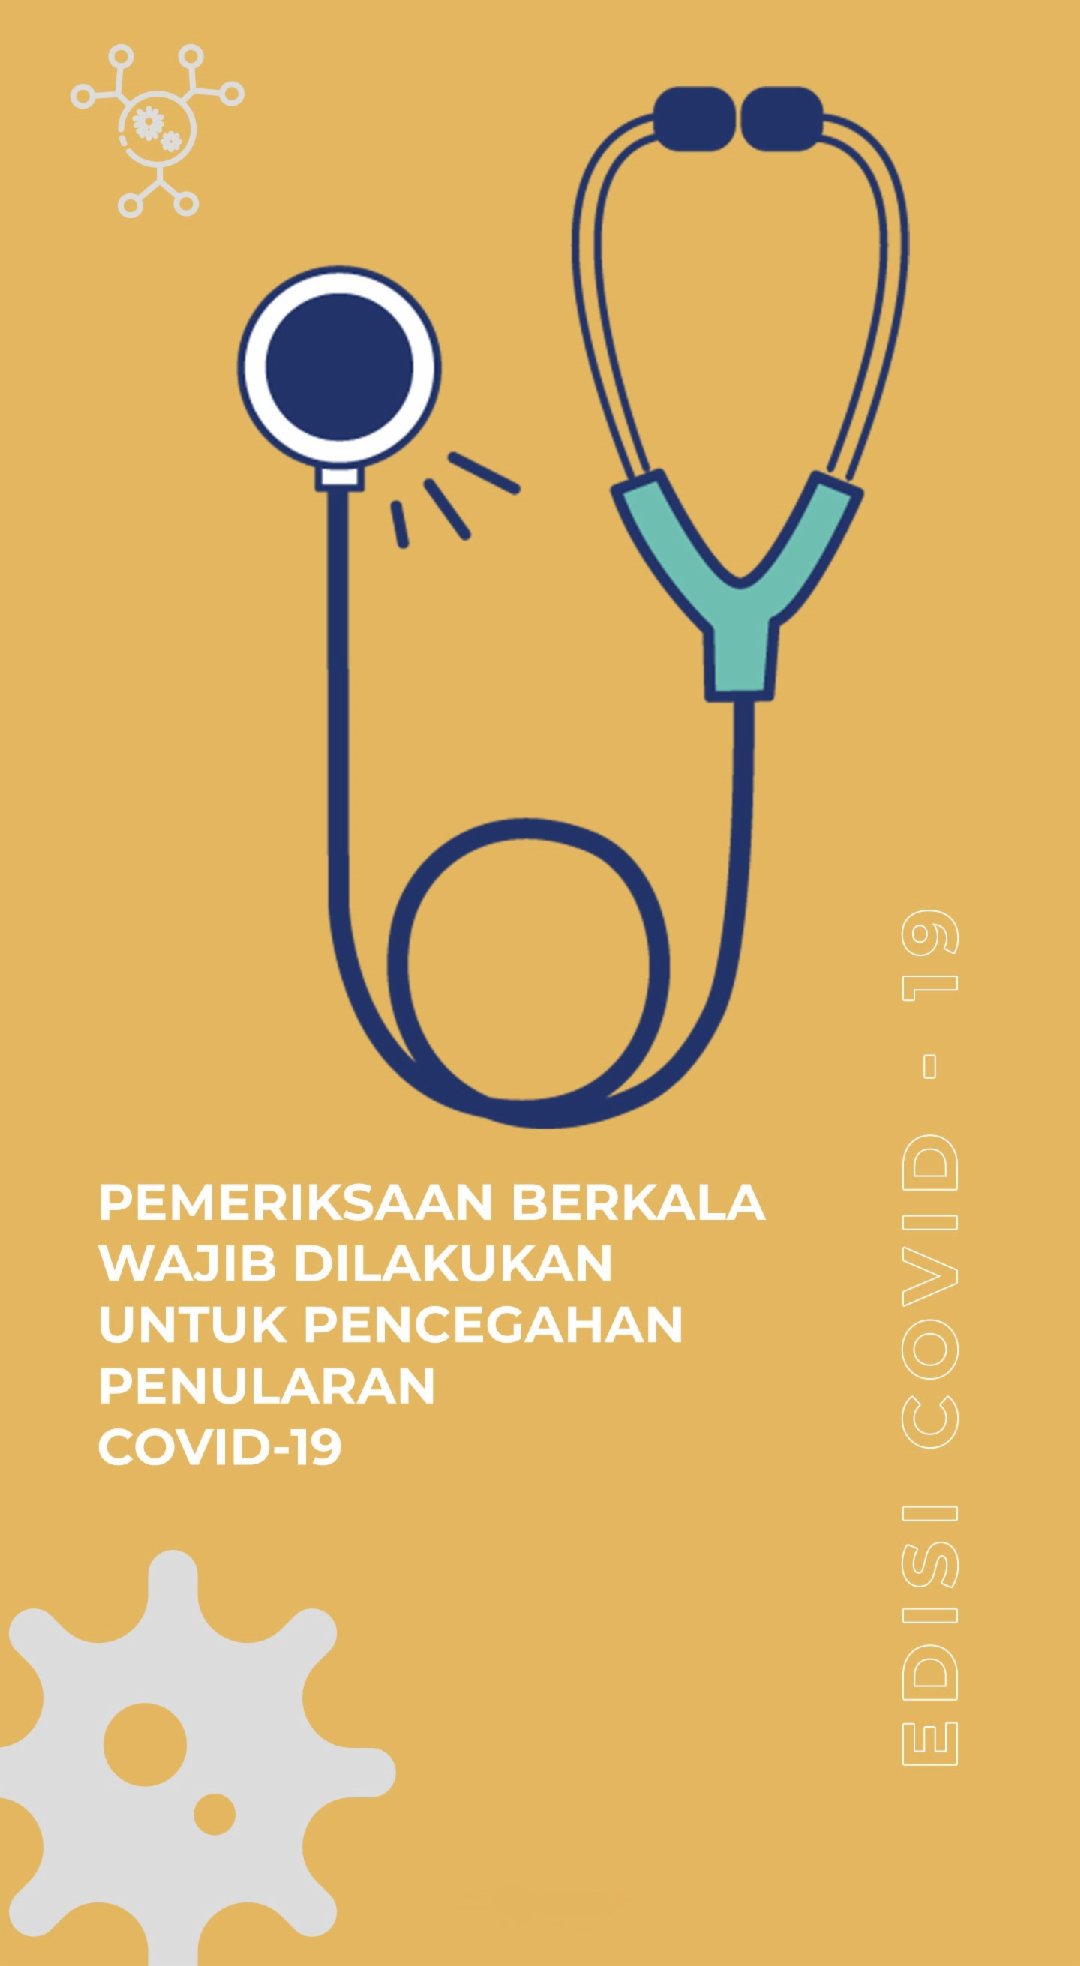 PEMERIKSAAN BERKALA
WAJIB DILAKUKAN
UNTUK PENCEGAHAN
PENULARAN
COVID-19
EDISI COVID - 19